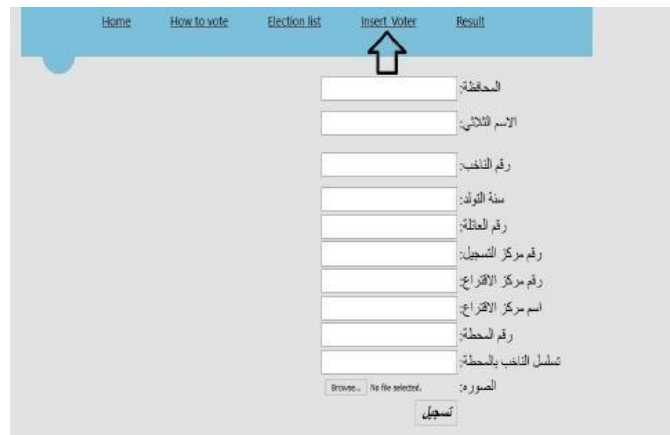 Home How to vote Election list Insert Voter Result
المحافظة:
الاسم الثلاثي:
رقم الناخب:
سنة التولد:
رقم العائلة:
رقم مركز التسجيل:
رقم مركز الاقتراع:
اسم مركز الاقتراع:
رقم المحطة:
تسلسل الناخب بالمحطة:
الصوره:
Browse... No file selected.
تسجيل